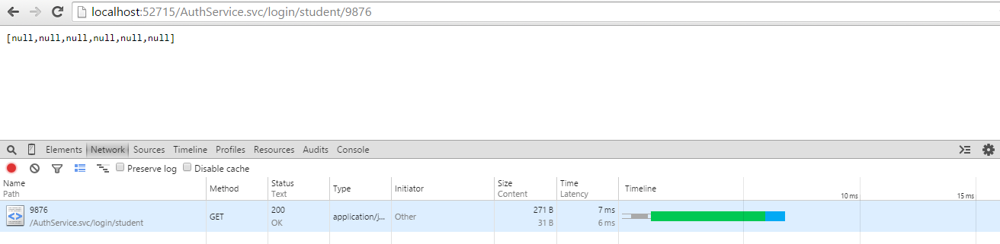 localhost:52715/AuthService.svc/login/student/9876
[null,null,null,null,null,null]
Elements Network Sources Timeline Profiles Resources Audits Console
Preserve log Disable cache
Name Method Status Type Initiator Size Time Timeline
Path Text Content Latency 10 ms 15 ms
9876 GET 200 application/j... Other 271 B 7 ms
/AuthService.svc/login/student OK 31 B 6 ms